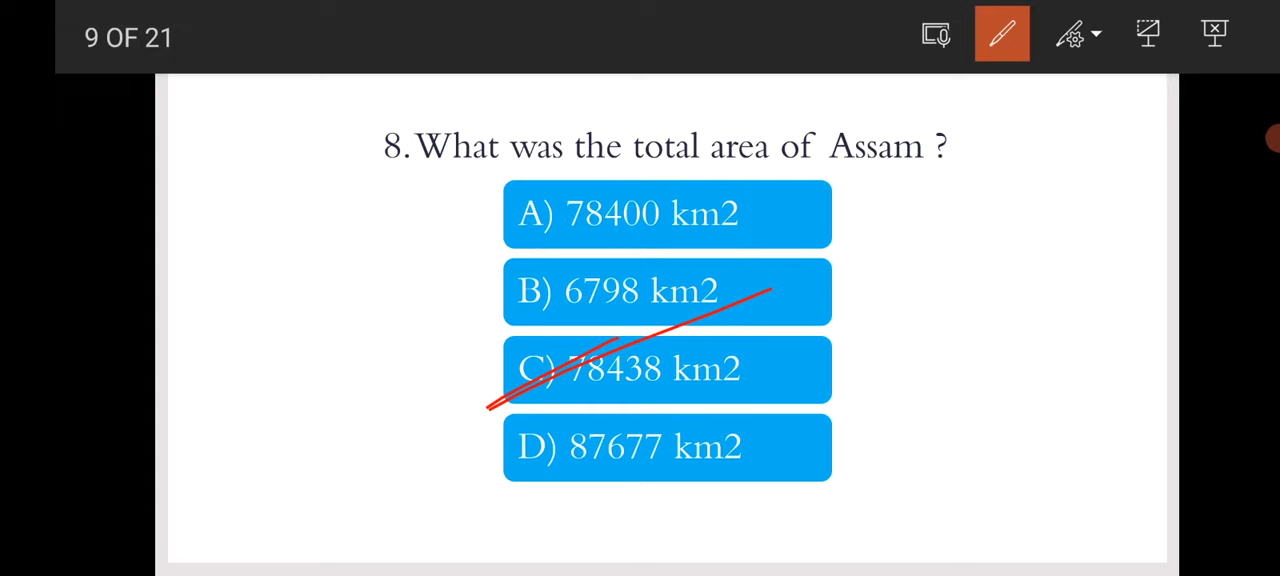 9 OF 21
8. What was the total area of Assam ?
A) 78400 km2
B) 6798 km2
C) 78438 km2
D) 87677 km2